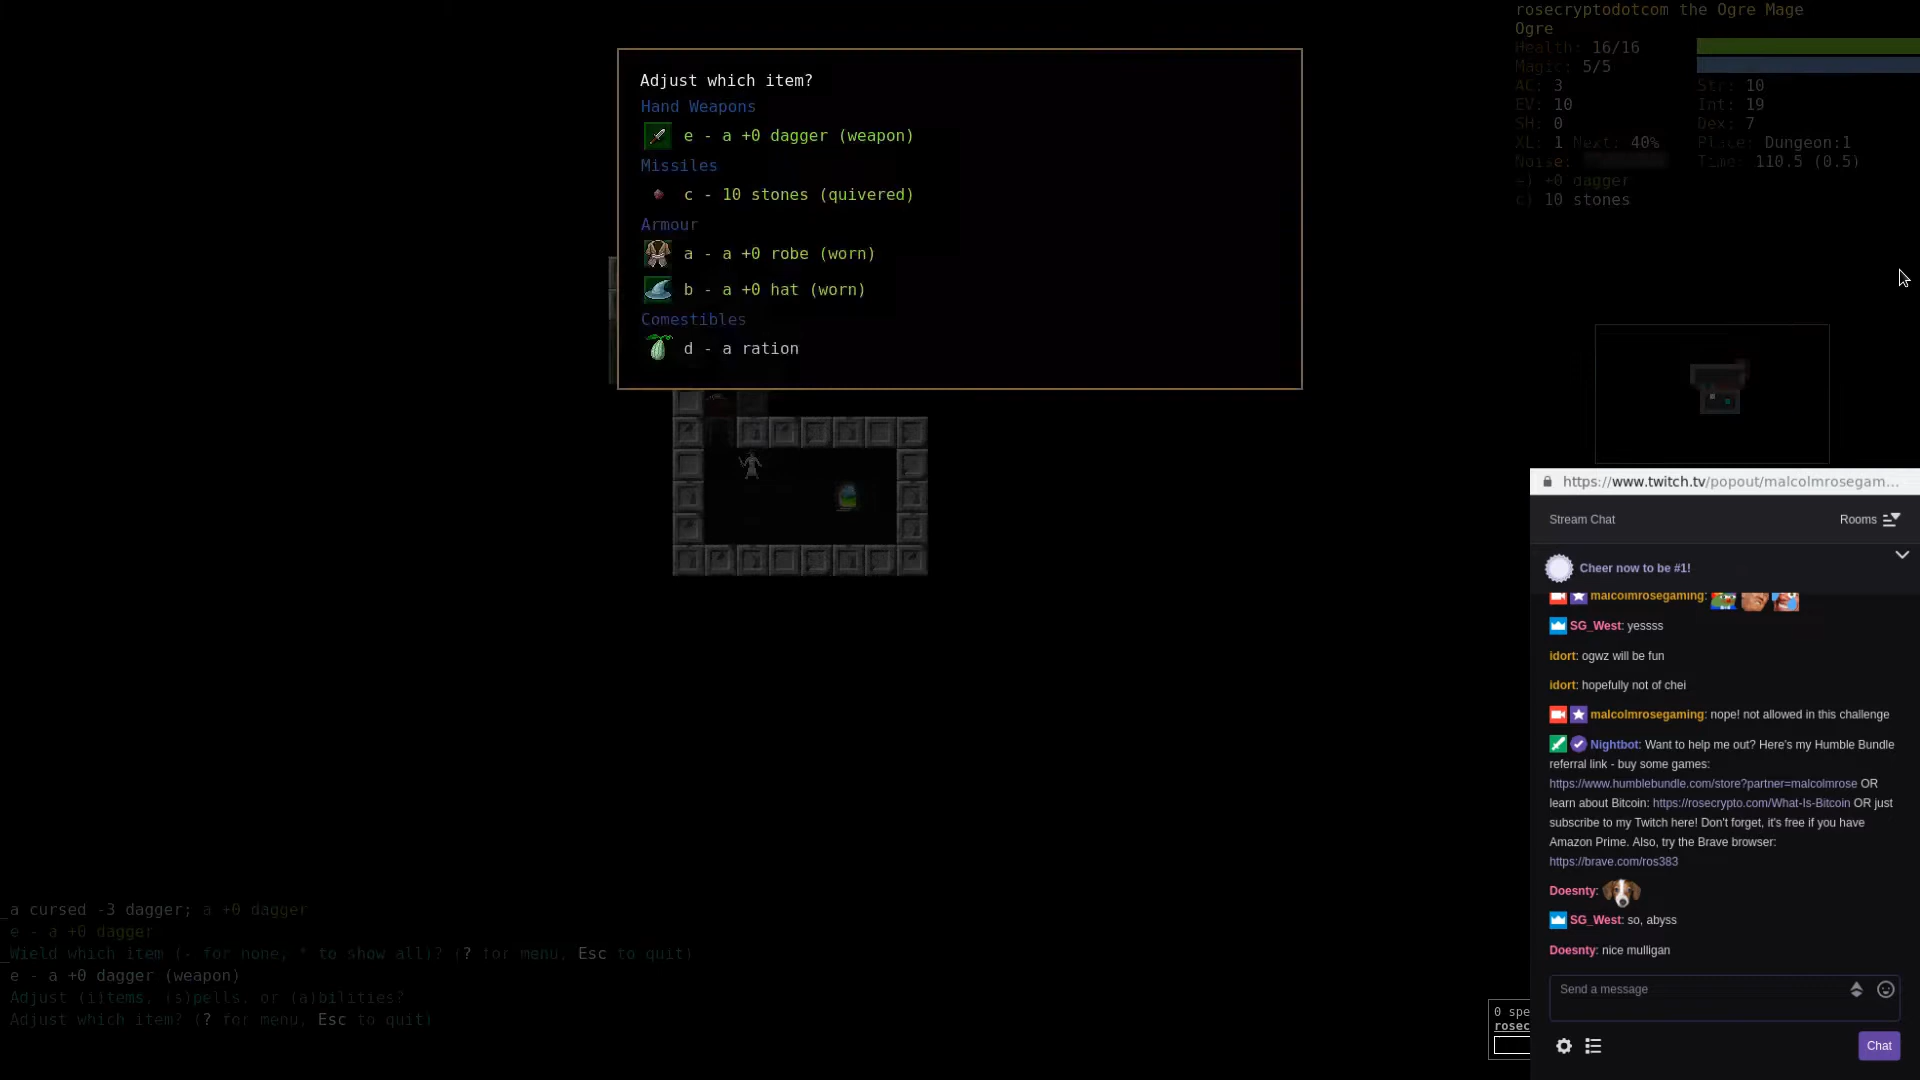 rosecryptodotcom the Ogre Mage
Ogre
Health: 16/16
Magic: 5/5
AC: 3 Str: 10
EV: 10 Int: 19
SH: 0 Dex: 7
XL: 1 Next: 40% Place: Dungeon:1
Noise: Time: 110.5 (0.5)
-) +0 dagger
c) 10 stones
Adjust which item?
Hand Weapons
e - a +0 dagger (weapon)
Missiles
c - 10 stones (quivered)
Armour
a - a +0 robe (worn)
b - a +0 hat (worn)
Comestibles
d - a ration
_a cursed -3 dagger; a +0 dagger
e - a +0 dagger
_Wield which item (- for none, * to show all)? (? for menu, Esc to quit)
e - a +0 dagger (weapon)
Adjust (i)tems, (s)pells, or (a)bilities?
Adjust which item? (? for menu, Esc to quit)
0 spe
rosec
https://www.twitch.tv/popout/malcolmrosegam...
Stream Chat Rooms
Cheer now to be #1!
malcolmrosegaming:
SG_West: yessss
idort: ogwz will be fun
idort: hopefully not of chei
malcolmrosegaming: nope! not allowed in this challenge
Nightbot: Want to help me out? Here's my Humble Bundle
referral link - buy some games:
https://www.humblebundle.com/store?partner=malcolmrose OR
learn about Bitcoin: https://rosecrypto.com/What-Is-Bitcoin OR just
subscribe to my Twitch here! Don't forget, it's free if you have
Amazon Prime. Also, try the Brave browser:
https://brave.com/ros383
Doesnty:
SG_West: so, abyss
Doesnty: nice mulligan
Send a message
Chat